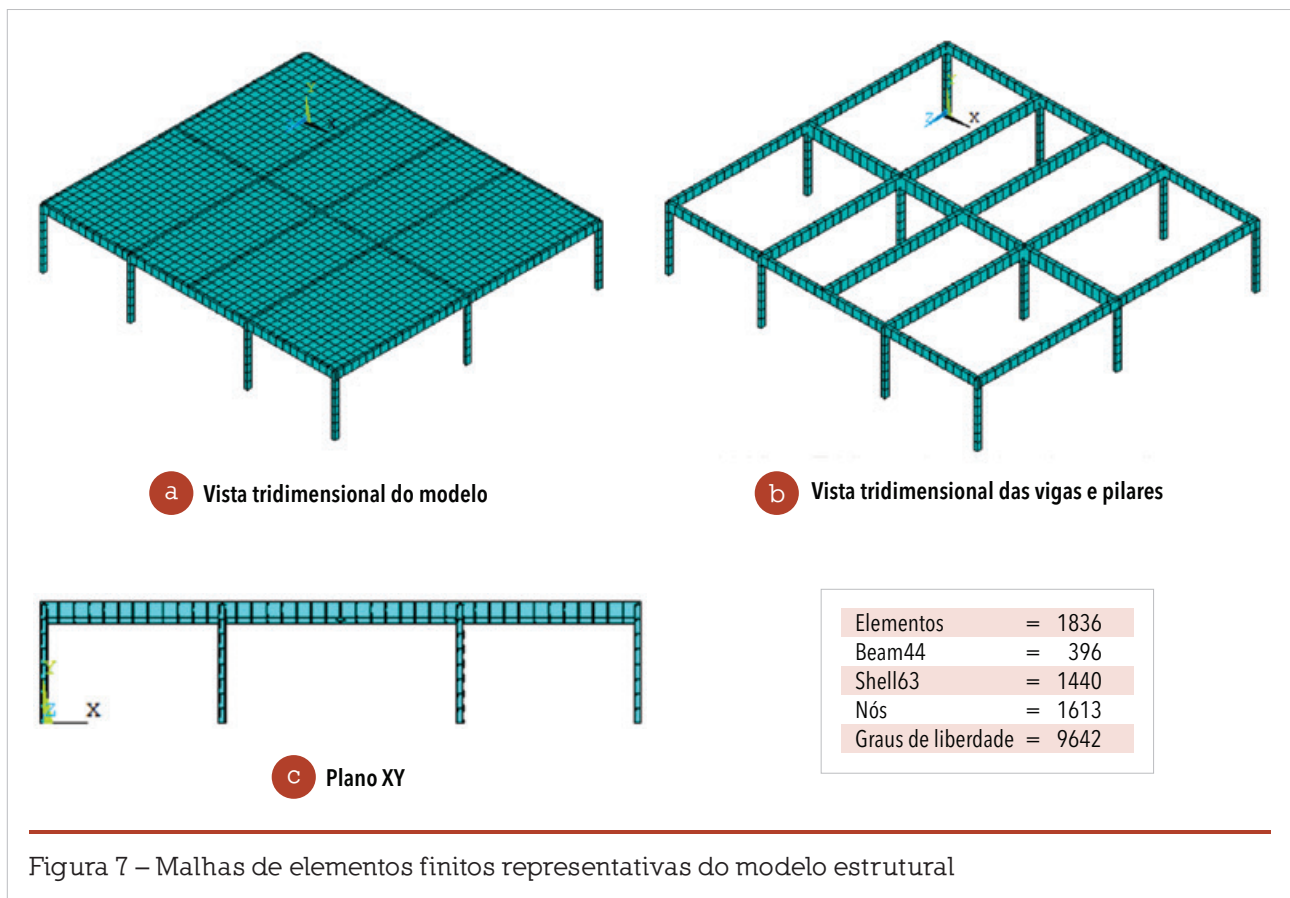 Y
Z
X
Y
Z
X
a Vista tridimensional do modelo
b Vista tridimensional das vigas e pilares
Y
Z
X
c Plano XY
Elementos = 1836
Beam44 = 396
Shell63 = 1440
Nós = 1613
Graus de liberdade = 9642
Figura 7 – Malhas de elementos finitos representativas do modelo estrutural